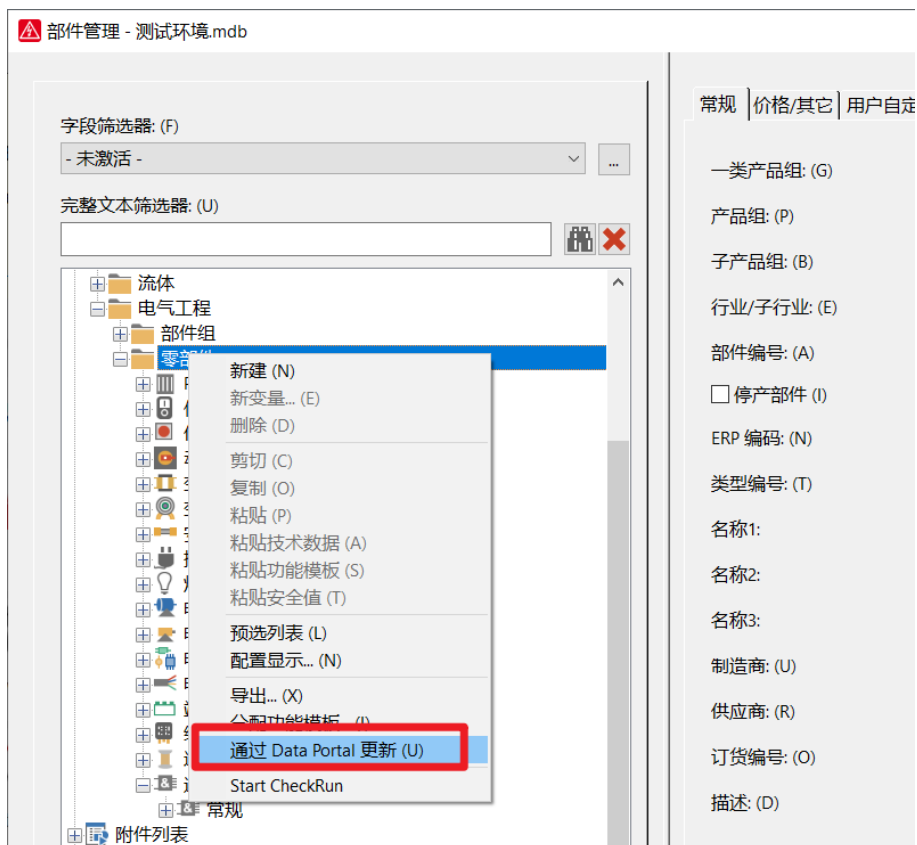 部件管理 - 测试环境.mdb
字段筛选器: (F)
- 未激活 -
...
完整文本筛选器: (U)
流体
电气工程
部件组
零部件
新建 (N)
新变量... (E)
删除 (D)
剪切 (C)
复制 (O)
粘贴 (P)
粘贴技术数据 (A)
粘贴功能模板 (S)
粘贴安全值 (T)
预选列表 (L)
配置显示... (N)
导出... (X)
分配功能模板... (I)
通过 Data Portal 更新 (U)
Start CheckRun
常规
附件列表
常规 价格/其它 用户自定
一类产品组: (G)
产品组: (P)
子产品组: (B)
行业/子行业: (E)
部件编号: (A)
停产部件 (I)
ERP 编码: (N)
类型编号: (T)
名称1:
名称2:
名称3:
制造商: (U)
供应商: (R)
订货编号: (O)
描述: (D)